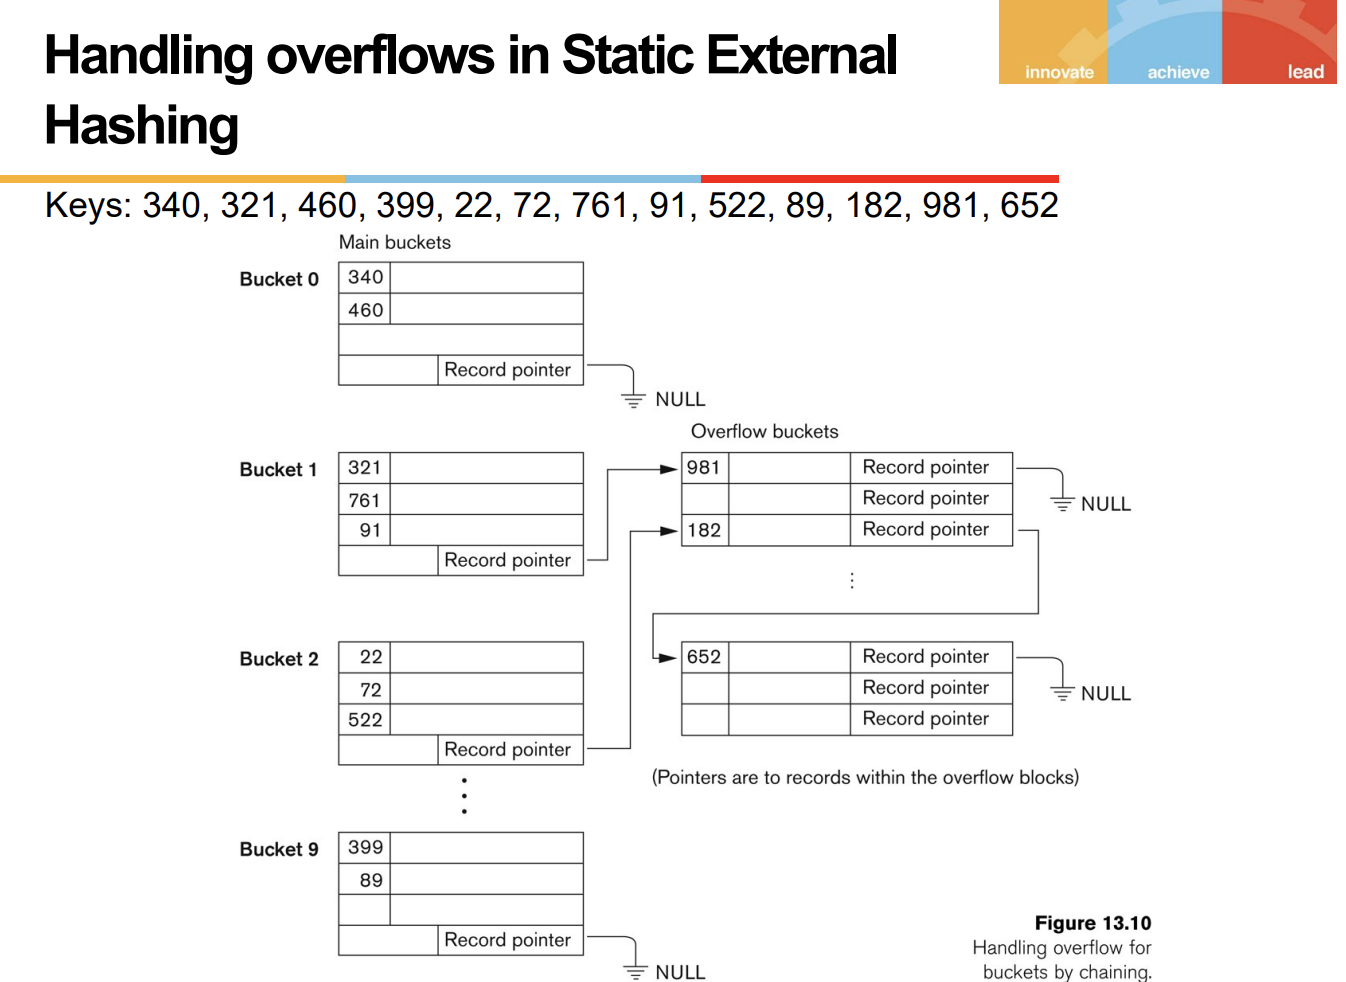 Handling overflows in Static External
Hashing
innovate achieve lead
Keys: 340, 321, 460, 399, 22, 72, 761, 91, 522, 89, 182, 981, 652
Main buckets
Bucket 0
340
460
Record pointer
NULL
Overflow buckets
Bucket 1
321
761
91
Record pointer
981 Record pointer
Record pointer
182 Record pointer
NULL
Bucket 2
22
72
522
Record pointer
652 Record pointer
Record pointer
Record pointer
NULL
(Pointers are to records within the overflow blocks)
Bucket 9
399
89
Record pointer
NULL
Figure 13.10
Handling overflow for
buckets by chaining.